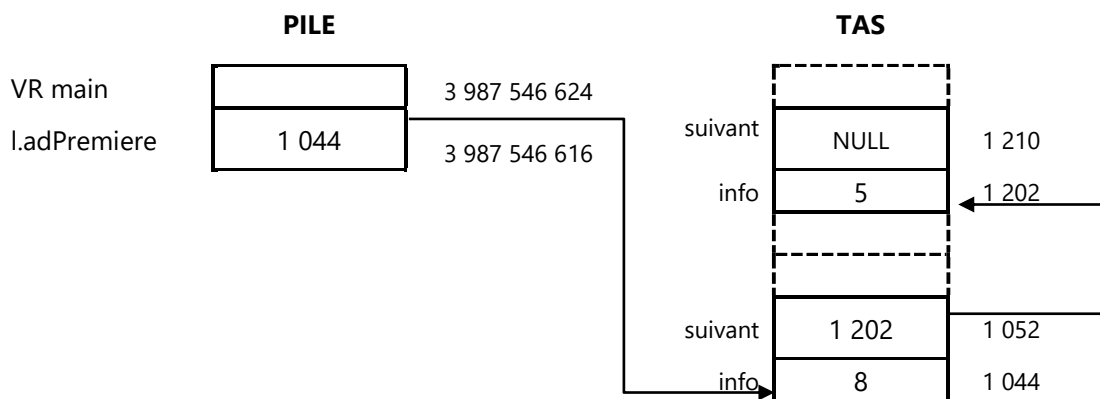 PILE
TAS
VR main
3 987 546 624
l.adPremiere
1 044
3 987 546 616
suivant
NULL
1 210
info
5
1 202
suivant
1 202
1 052
info
8
1 044